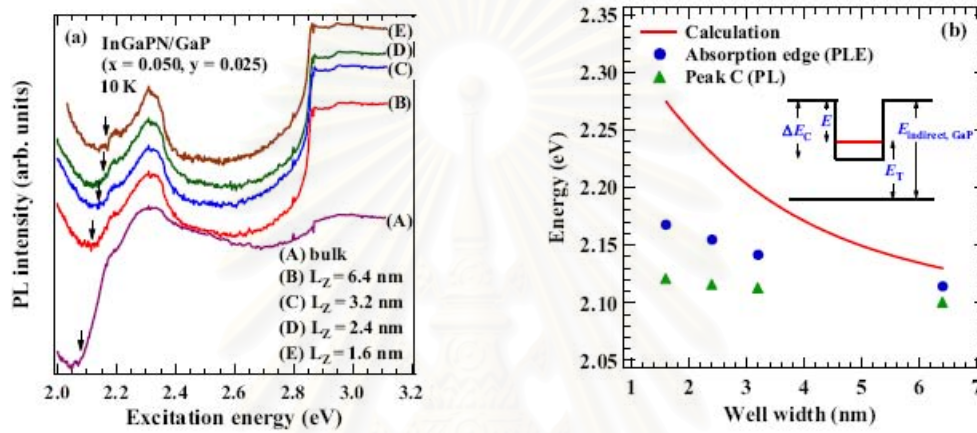 (a)
InGaPN/GaP
(x = 0.050, y = 0.025)
10 K
(E)
(D)
(C)
(B)
(A)
(A) bulk
(B) L_Z = 6.4 nm
(C) L_Z = 3.2 nm
(D) L_Z = 2.4 nm
(E) L_Z = 1.6 nm
PL intensity (arb. units)
2.0 2.2 2.4 2.6 2.8 3.0 3.2
Excitation energy (eV)
(b)
Calculation
Absorption edge (PLE)
Peak C (PL)
ΔE_C
E
E_indirect, GaP
E_T
Energy (eV)
2.35
2.30
2.25
2.20
2.15
2.10
2.05
1 2 3 4 5 6 7
Well width (nm)